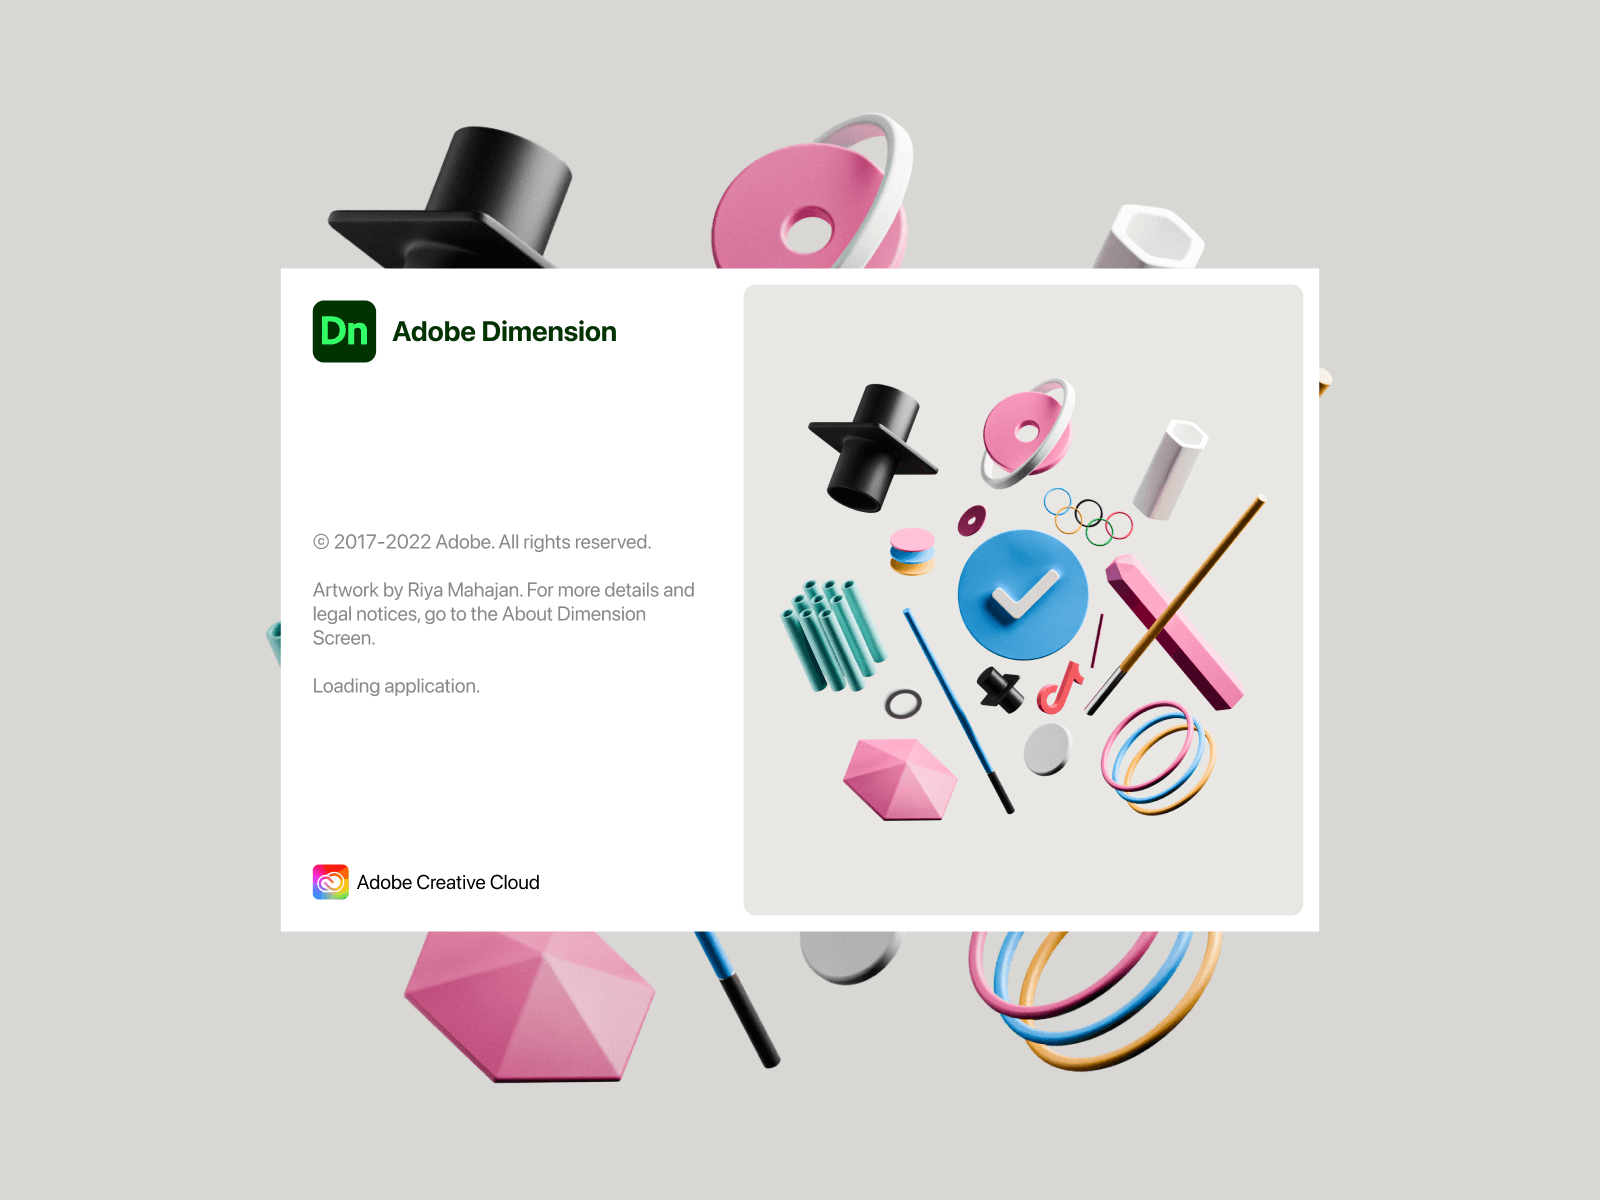 Dn
Adobe Dimension
© 2017-2022 Adobe. All rights reserved.
Artwork by Riya Mahajan. For more details and
legal notices, go to the About Dimension
Screen.
Loading application.
Adobe Creative Cloud